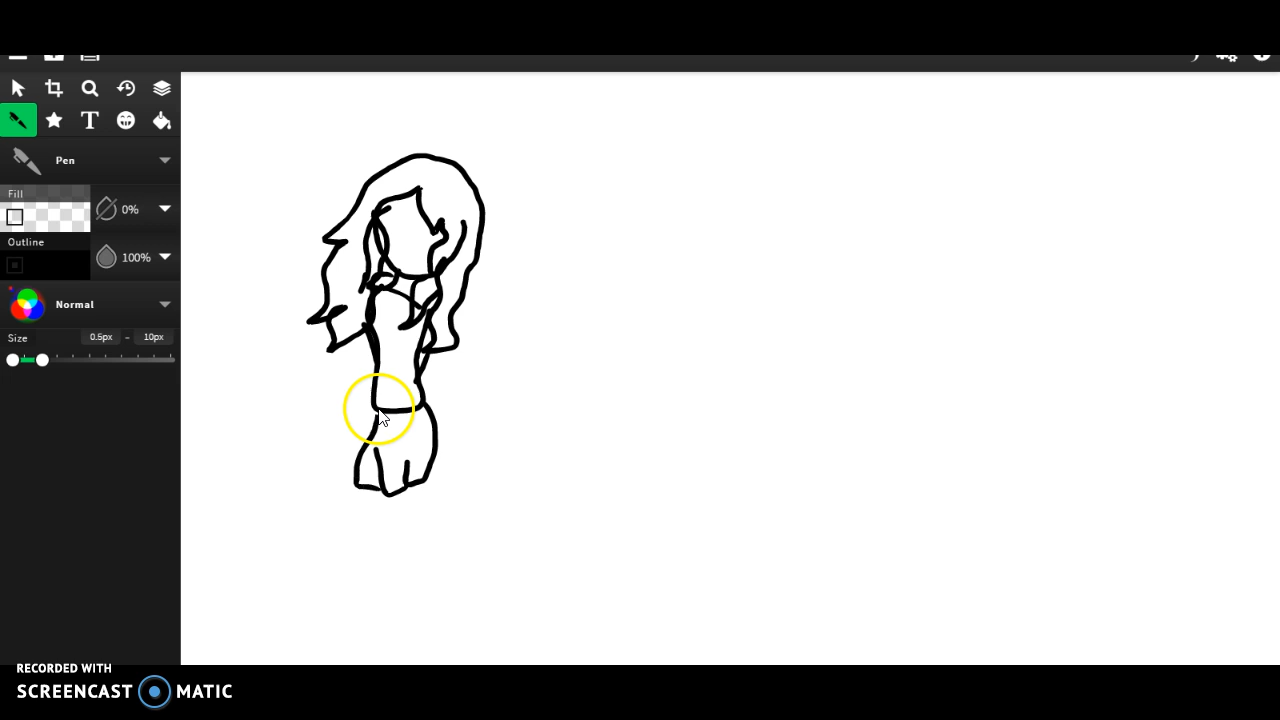 T
Pen
Fill
0%
Outline
100%
Normal
Size 0.5px - 10px
RECORDED WITH
SCREENCAST MATIC